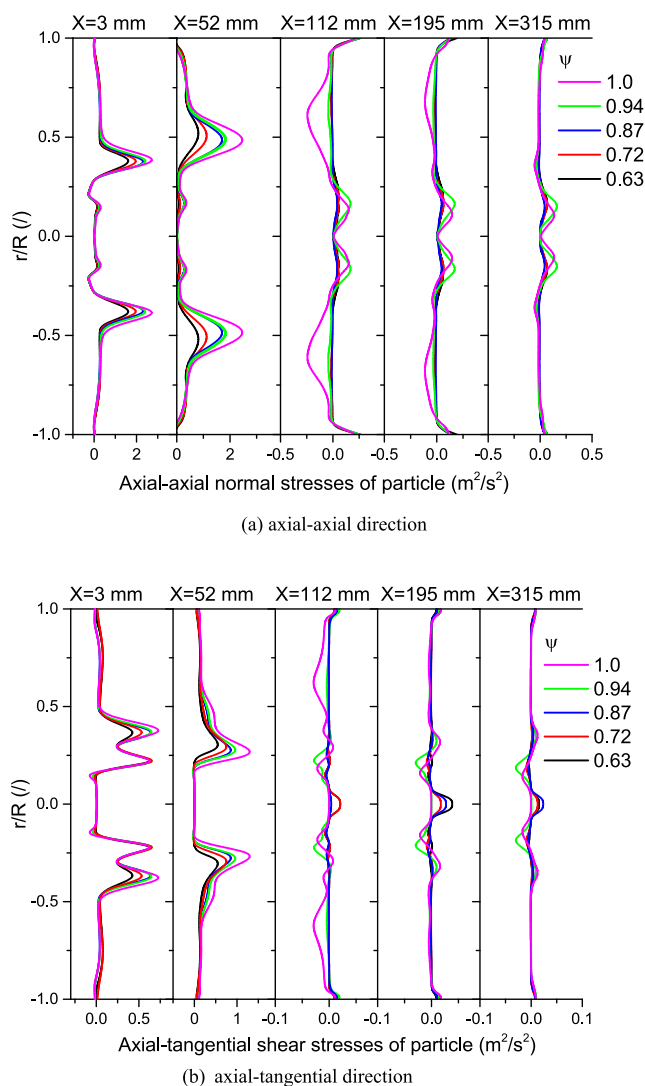 X=3 mm X=52 mm X=112 mm X=195 mm X=315 mm
1.0
0.5
0.0
-0.5
-1.0
r/R (/)
ψ
1.0
0.94
0.87
0.72
0.63
0 2 0 2 -0.5 0.0 -0.5 0.0 -0.5 0.0 0.5
Axial-axial normal stresses of particle (m²/s²)
(a) axial-axial direction
X=3 mm X=52 mm X=112 mm X=195 mm X=315 mm
1.0
0.5
0.0
-0.5
-1.0
r/R (/)
ψ
1.0
0.94
0.87
0.72
0.63
0.0 0.5 0 1 -0.1 0.0 -0.1 0.0 -0.1 0.0 0.1
Axial-tangential shear stresses of particle (m²/s²)
(b) axial-tangential direction